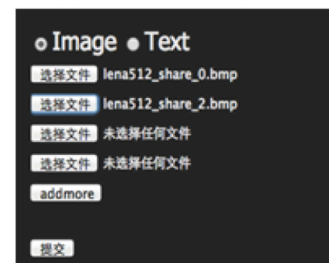 Image Text
选择文件 lena512_share_0.bmp
选择文件 lena512_share_2.bmp
选择文件 未选择任何文件
选择文件 未选择任何文件
addmore
提交